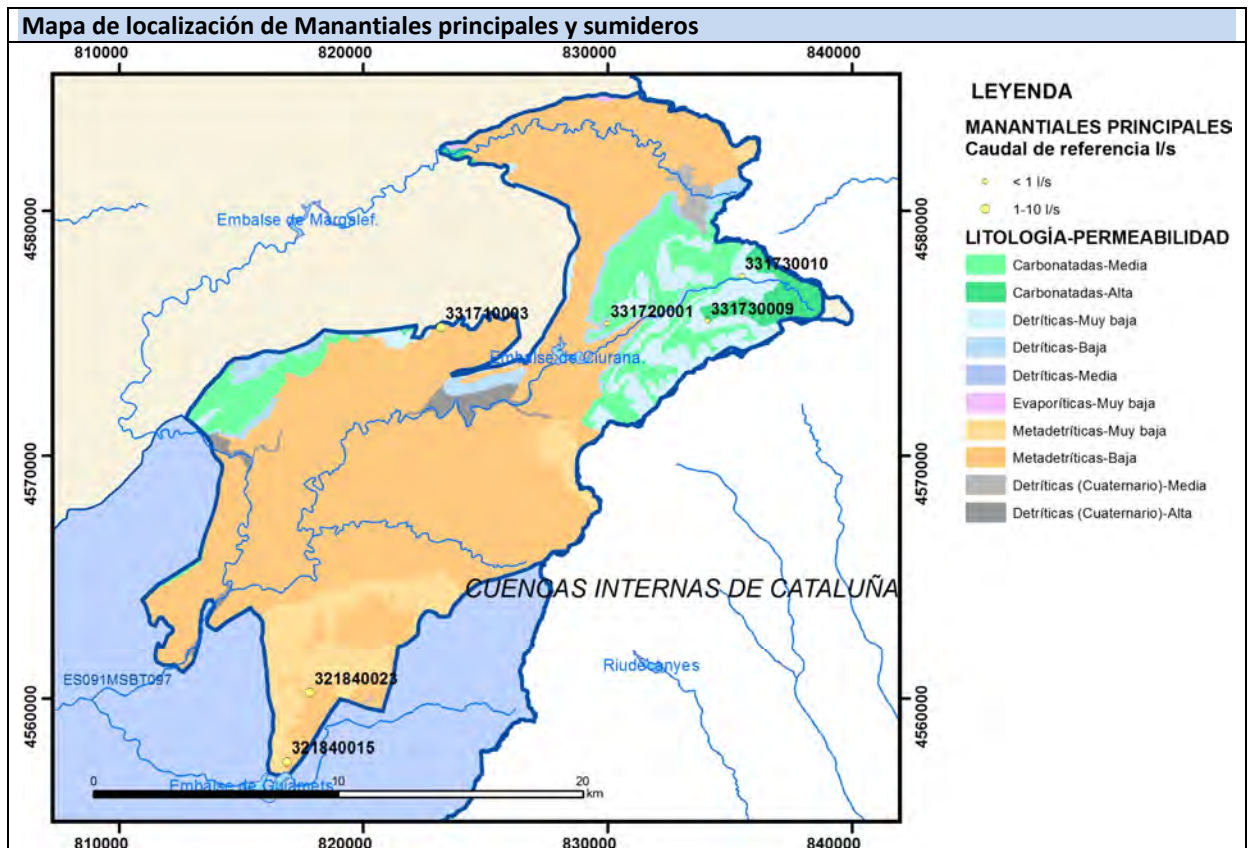 Mapa de localización de Manantiales principales y sumideros
810000 820000 830000 840000
4580000
4570000
4560000
4580000
4570000
4560000
Embalse de Margalef.
331730010
331710003
331720001
331730009
Embalse de Ciurana.
CUENCAS INTERNAS DE CATALUÑA
Riudecanyes
ES091MSBT097
321840023
321840015
Embalse de Guiamets
0 10 20
km
810000 820000 830000 840000
LEYENDA
MANANTIALES PRINCIPALES
Caudal de referencia l/s
< 1 l/s
1-10 l/s
LITOLOGÍA-PERMEABILIDAD
Carbonatadas-Media
Carbonatadas-Alta
Detríticas-Muy baja
Detríticas-Baja
Detríticas-Media
Evaporíticas-Muy baja
Metadetríticas-Muy baja
Metadetríticas-Baja
Detríticas (Cuaternario)-Media
Detríticas (Cuaternario)-Alta